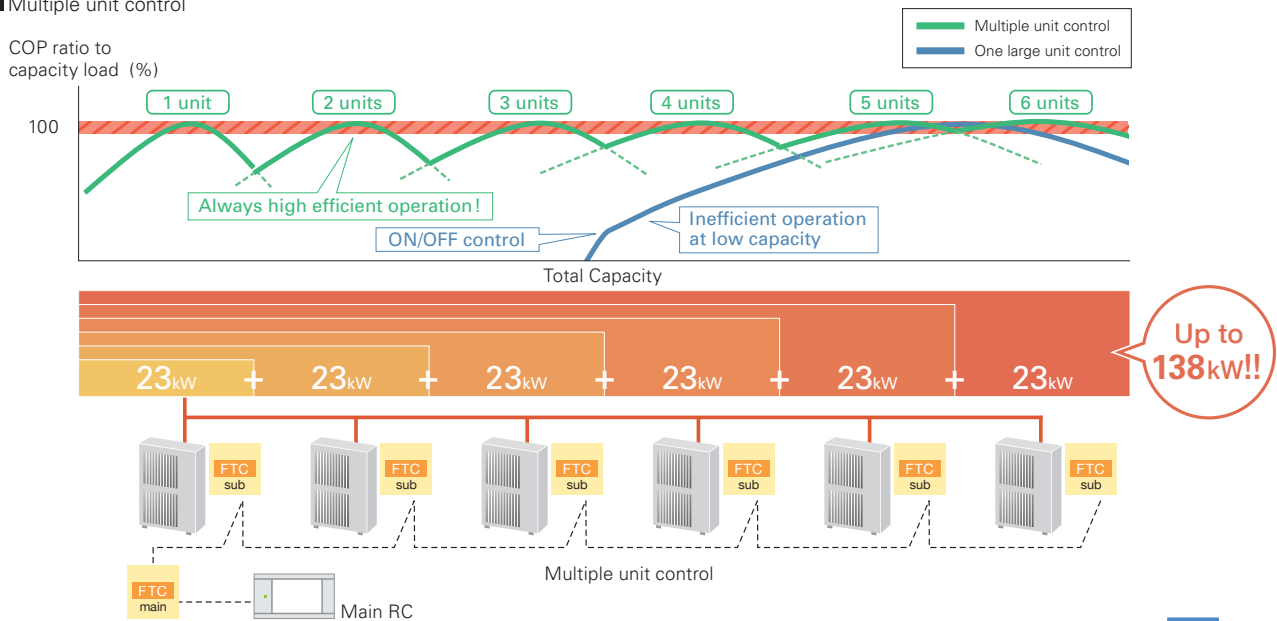 Multiple unit control
COP ratio to
capacity load (%)
Multiple unit control
One large unit control
1 unit
2 units
3 units
4 units
5 units
6 units
100
Always high efficient operation!
ON/OFF control
Inefficient operation
at low capacity
Total Capacity
23kW + 23kW + 23kW + 23kW + 23kW + 23kW
Up to
138kW!!
FTC
sub
FTC
sub
FTC
sub
FTC
sub
FTC
sub
FTC
sub
Multiple unit control
FTC
main
Main RC